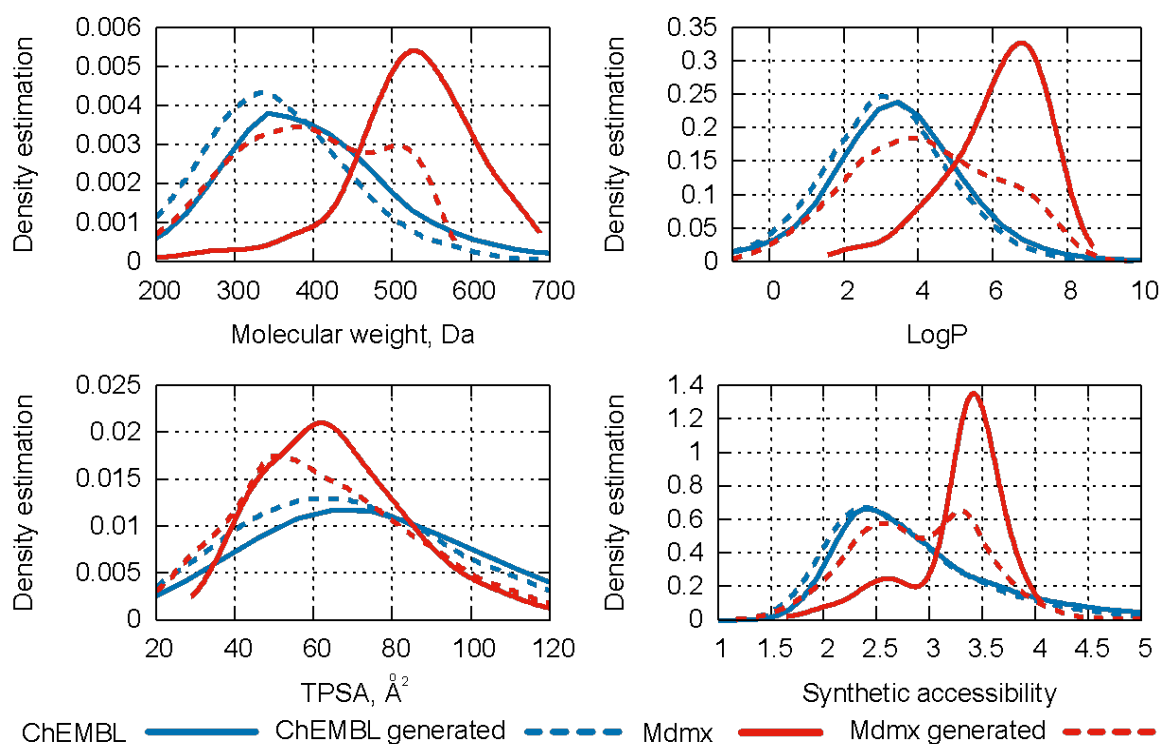 0.006
0.005
0.004
0.003
0.002
0.001
0
Density estimation
200 300 400 500 600 700
Molecular weight, Da
0.35
0.30
0.25
0.20
0.15
0.10
0.05
0
Density estimation
0 2 4 6 8 10
LogP
0.025
0.02
0.015
0.01
0.005
0
Density estimation
20 40 60 80 100 120
TPSA, Å²
1.4
1.2
1
0.8
0.6
0.4
0.2
0
Density estimation
1 1.5 2 2.5 3 3.5 4 4.5 5
Synthetic accessibility
ChEMBL ChEMBL generated Mdmx Mdmx generated